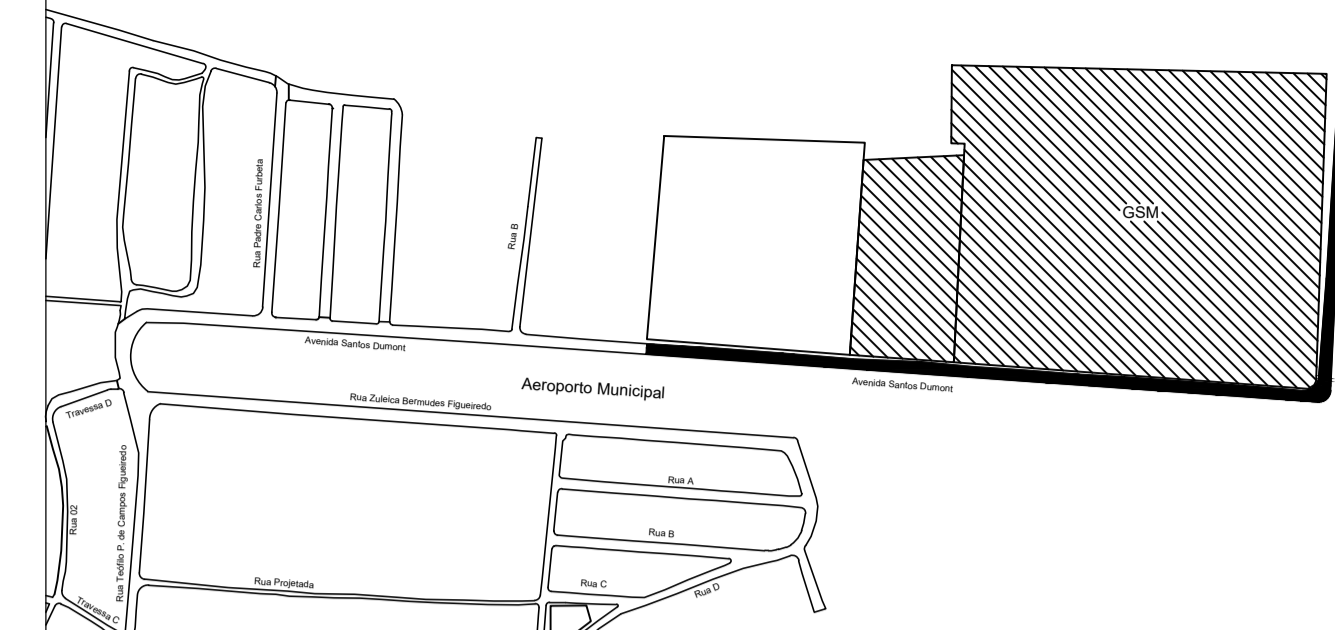 GSM
Rua Padre Carlos Furbeta
Rua B
Avenida Santos Dumont
Aeroporto Municipal
Avenida Santos Dumont
Rua Zuleica Bermudes Figueiredo
Travessa D
Rua Teófilo P. de Campos Figueiredo
Rua 02
Rua A
Rua B
Rua C
Rua D
Rua Projetada
Travessa C